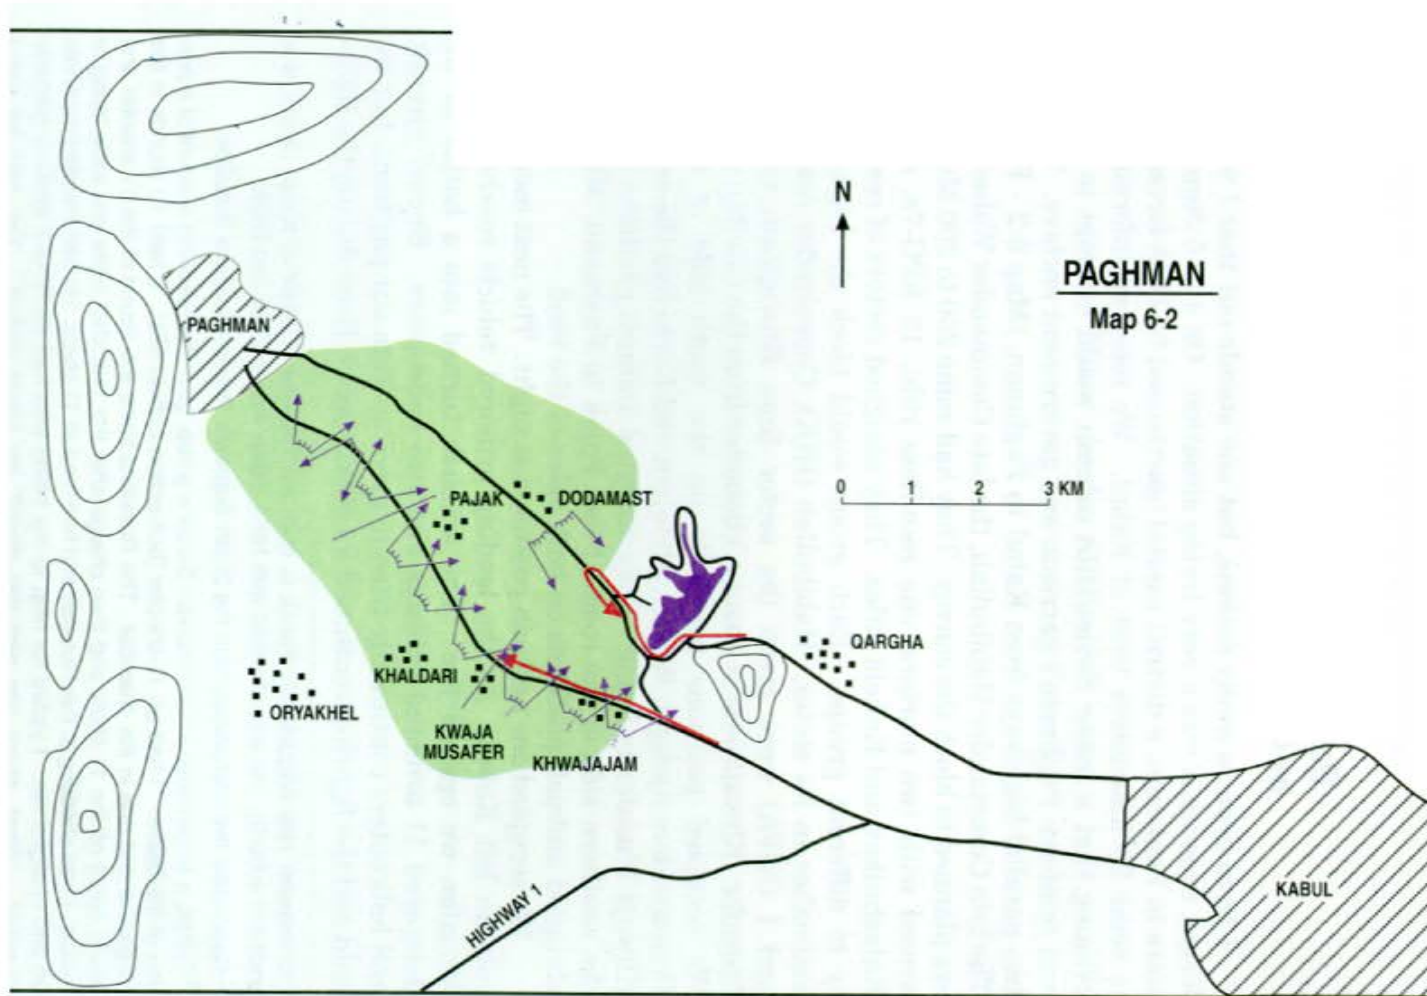 N
PAGHMAN
Map 6-2
PAGHMAN
0 1 2 3 KM
PAJAK
DODAMAST
QARGHA
KHALDARI
ORYAKHEL
KWAJA
MUSAFER
KHWAJAJAM
KABUL
HIGHWAY 1